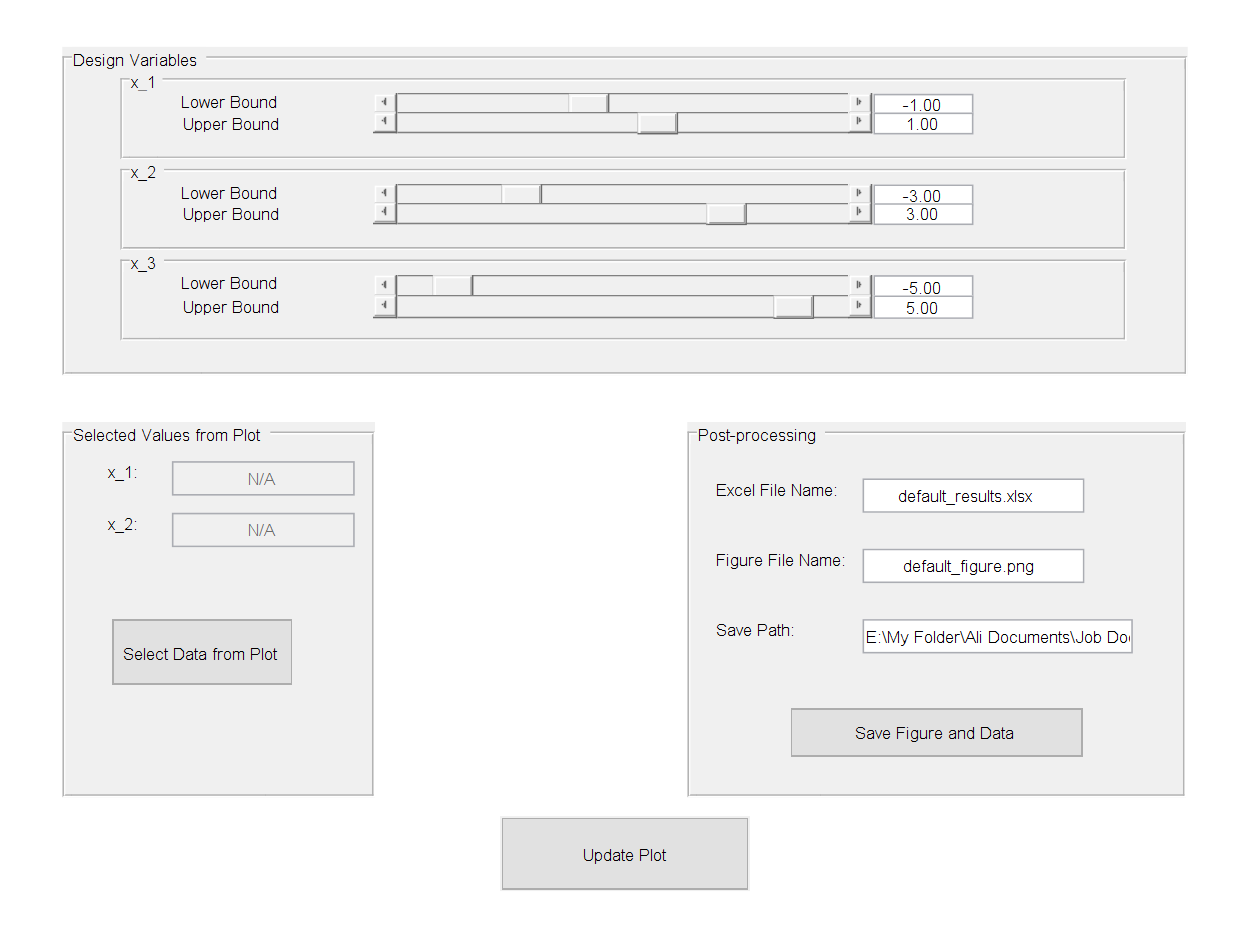 Design Variables
x_1
Lower Bound
-1.00
Upper Bound
1.00
x_2
Lower Bound
-3.00
Upper Bound
3.00
x_3
Lower Bound
-5.00
Upper Bound
5.00
Selected Values from Plot
x_1:
N/A
x_2:
N/A
Select Data from Plot
Post-processing
Excel File Name:
default_results.xlsx
Figure File Name:
default_figure.png
Save Path:
E:\My Folder\Ali Documents\Job Do
Save Figure and Data
Update Plot